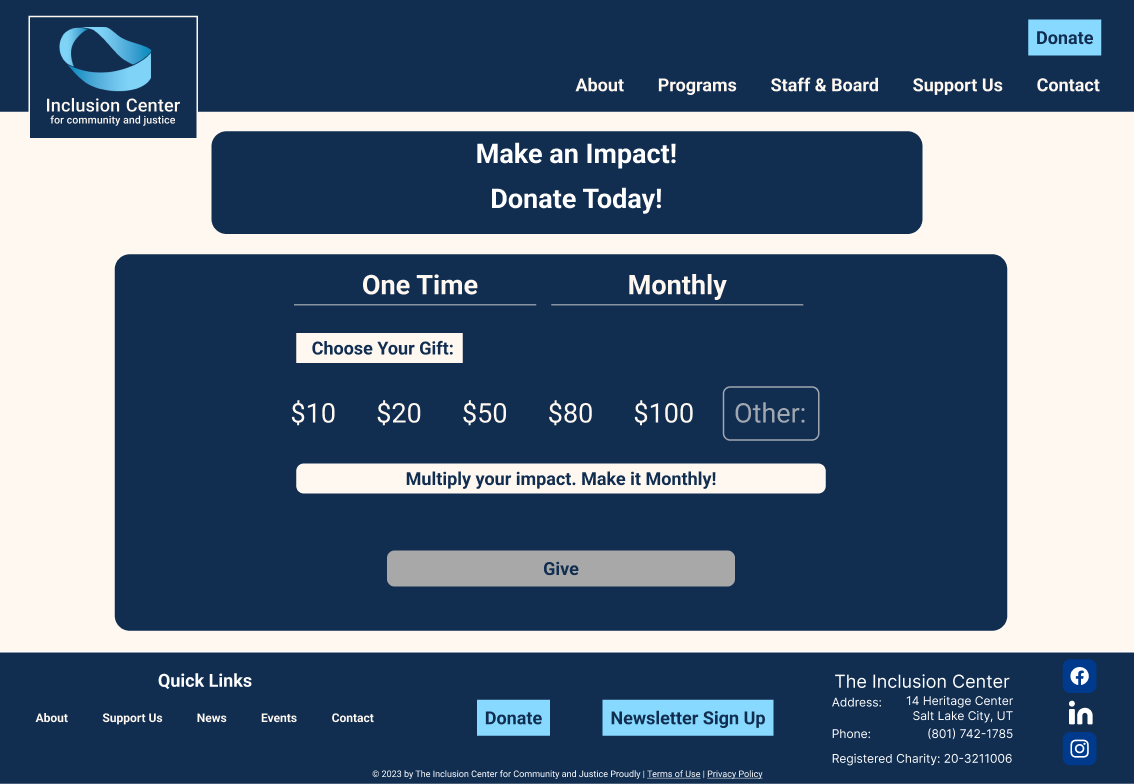 Inclusion Center
for community and justice
Donate
About Programs Staff & Board Support Us Contact
Make an Impact!
Donate Today!
One Time Monthly
Choose Your Gift:
$10 $20 $50 $80 $100 Other:
Multiply your impact. Make it Monthly!
Give
Quick Links
About Support Us News Events Contact
Donate
Newsletter Sign Up
The Inclusion Center
Address: 14 Heritage Center
Salt Lake City, UT
Phone: (801) 742-1785
Registered Charity: 20-3211006
in
© 2023 by The Inclusion Center for Community and Justice Proudly | Terms of Use | Privacy Policy